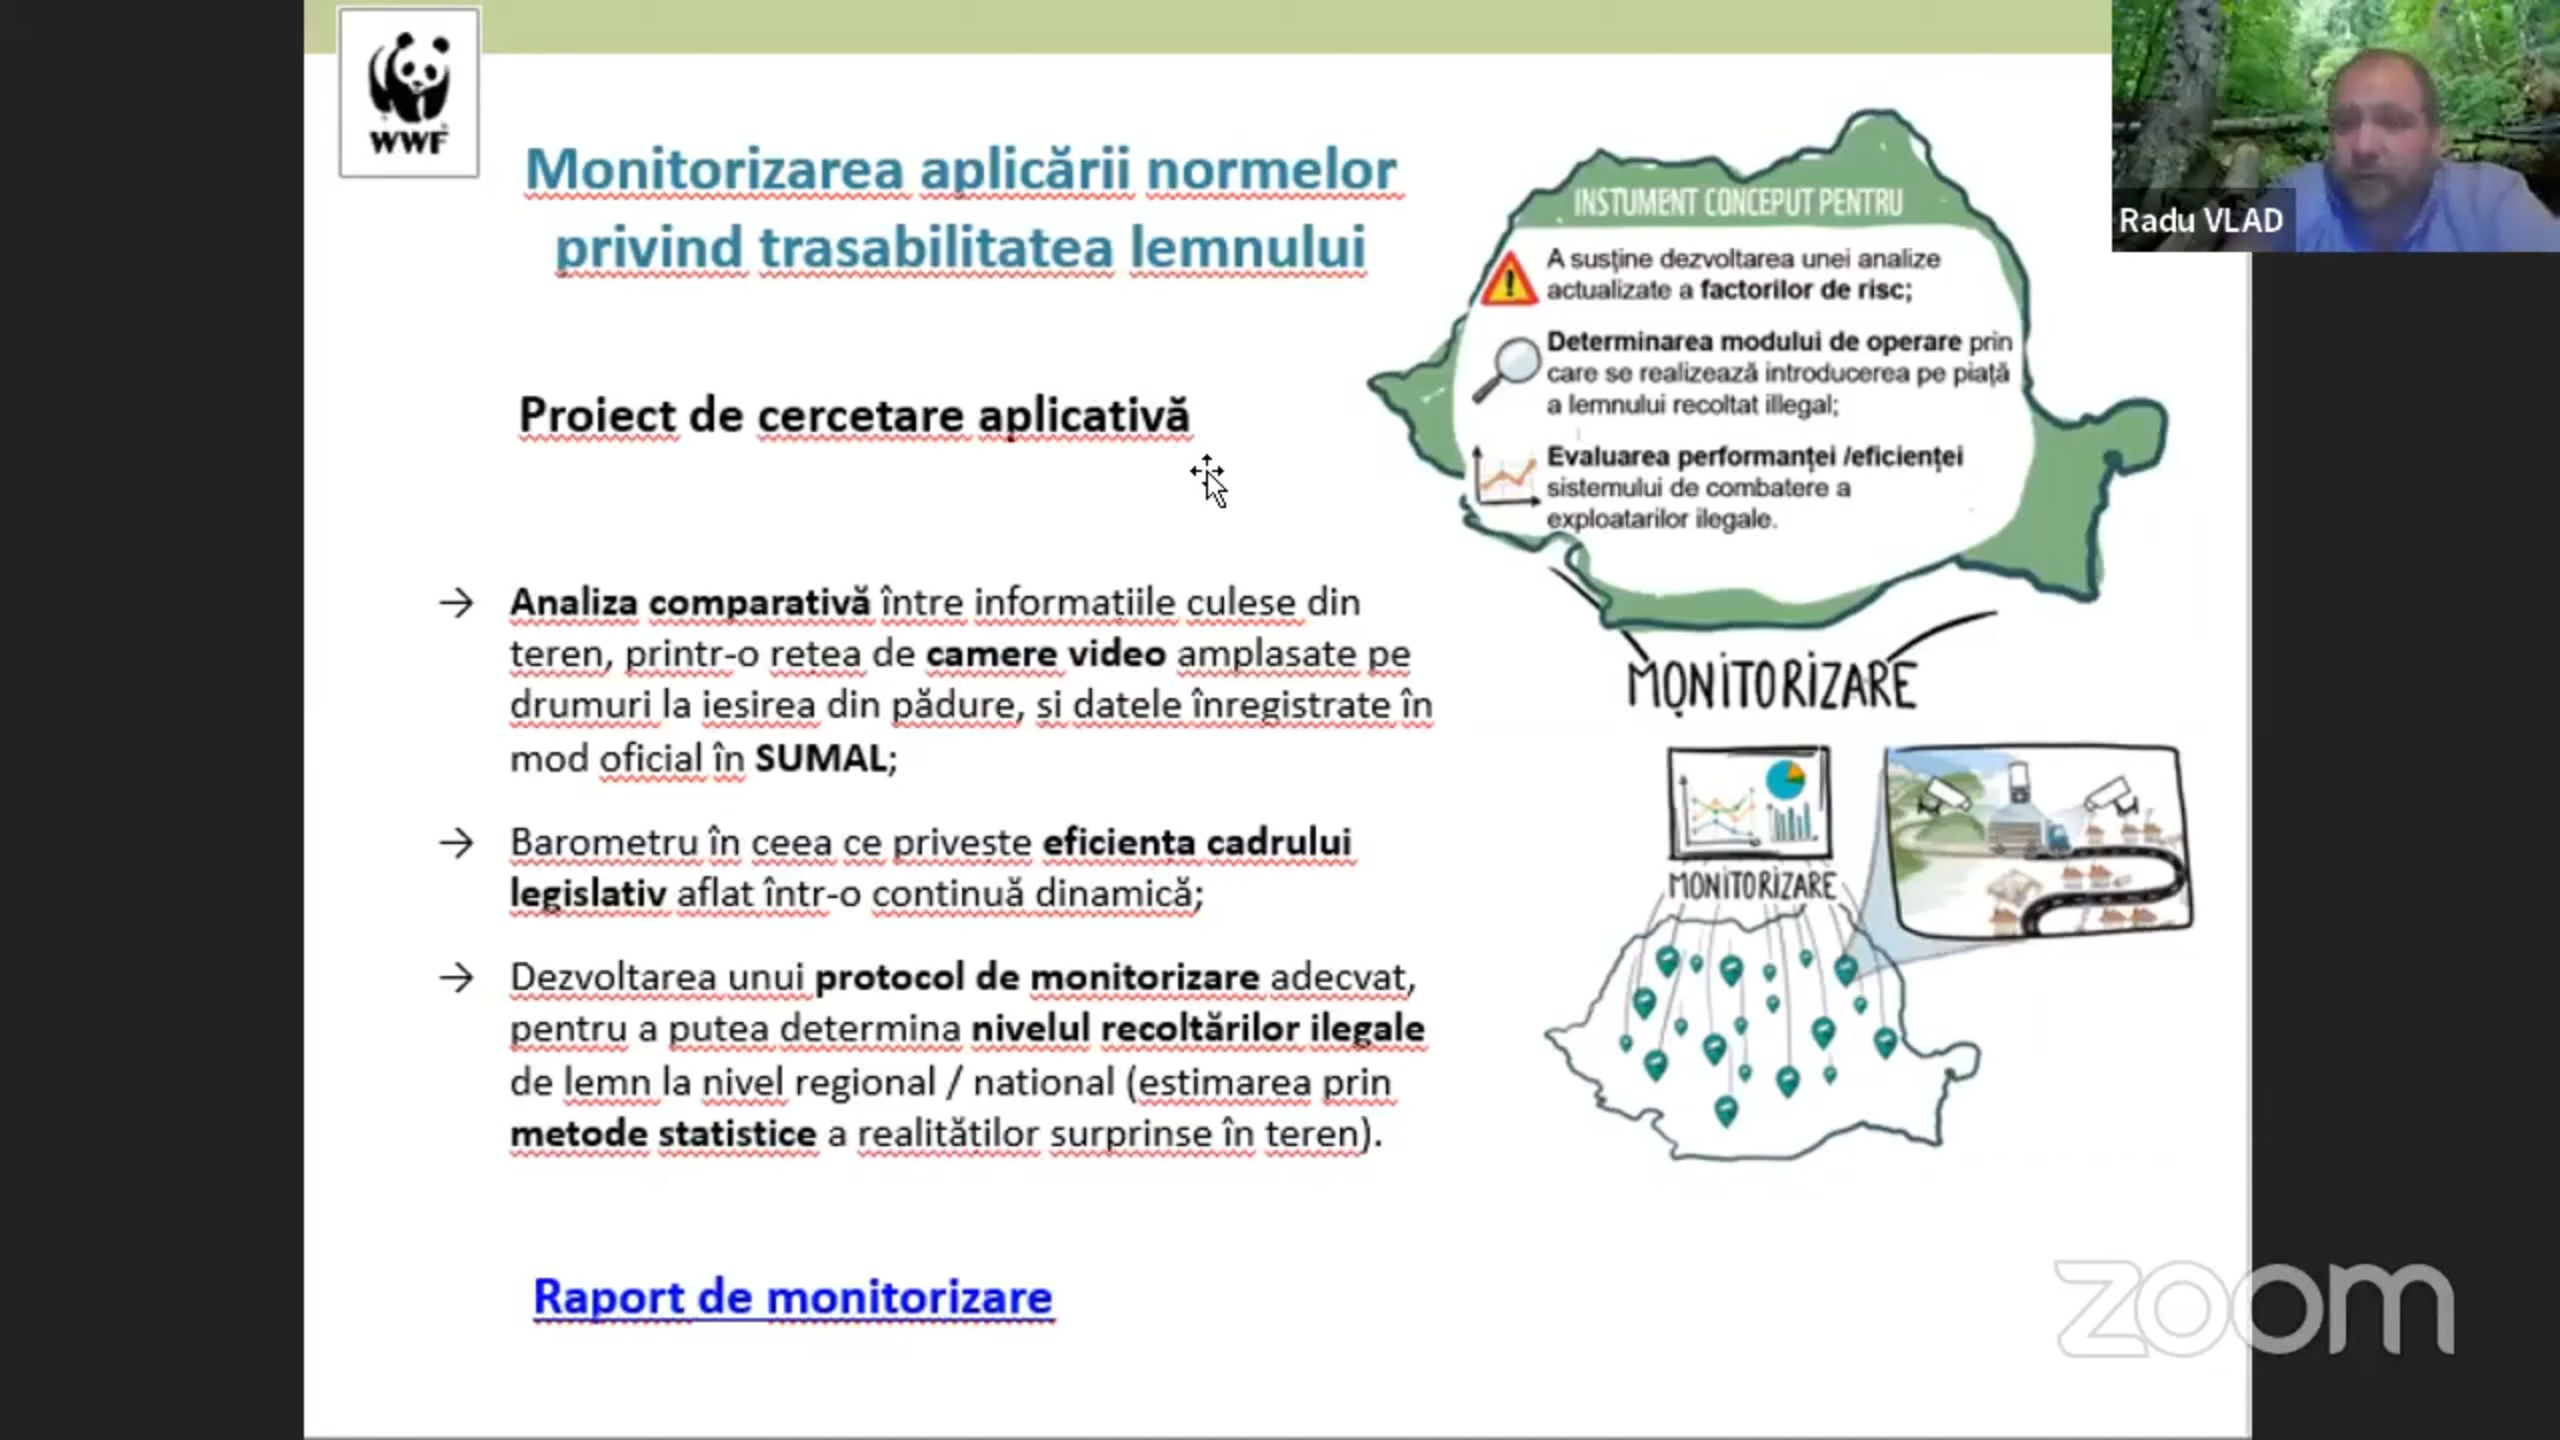 WWF
Monitorizarea aplicării normelor
privind trasabilitatea lemnului
Proiect de cercetare aplicativă
→ Analiza comparativă între informațiile culese din
teren, printr-o rețea de camere video amplasate pe
drumuri la iesirea din pădure, si datele înregistrate în
mod oficial în SUMAL;
→ Barometru în ceea ce privește eficiența cadrului
legislativ aflat într-o continuă dinamică;
→ Dezvoltarea unui protocol de monitorizare adecvat,
pentru a putea determina nivelul recoltărilor ilegale
de lemn la nivel regional / national (estimarea prin
metode statistice a realităților surprinse în teren).
Raport de monitorizare
INSTUMENT CONCEPUT PENTRU
A susține dezvoltarea unei analize
actualizate a factorilor de risc;
Determinarea modului de operare prin
care se realizează introducerea pe piață
a lemnului recoltat illegal;
Evaluarea performanței /eficienței
sistemului de combatere a
exploatarilor ilegale.
MONITORIZARE
MONITORIZARE
Radu VLAD
zoom